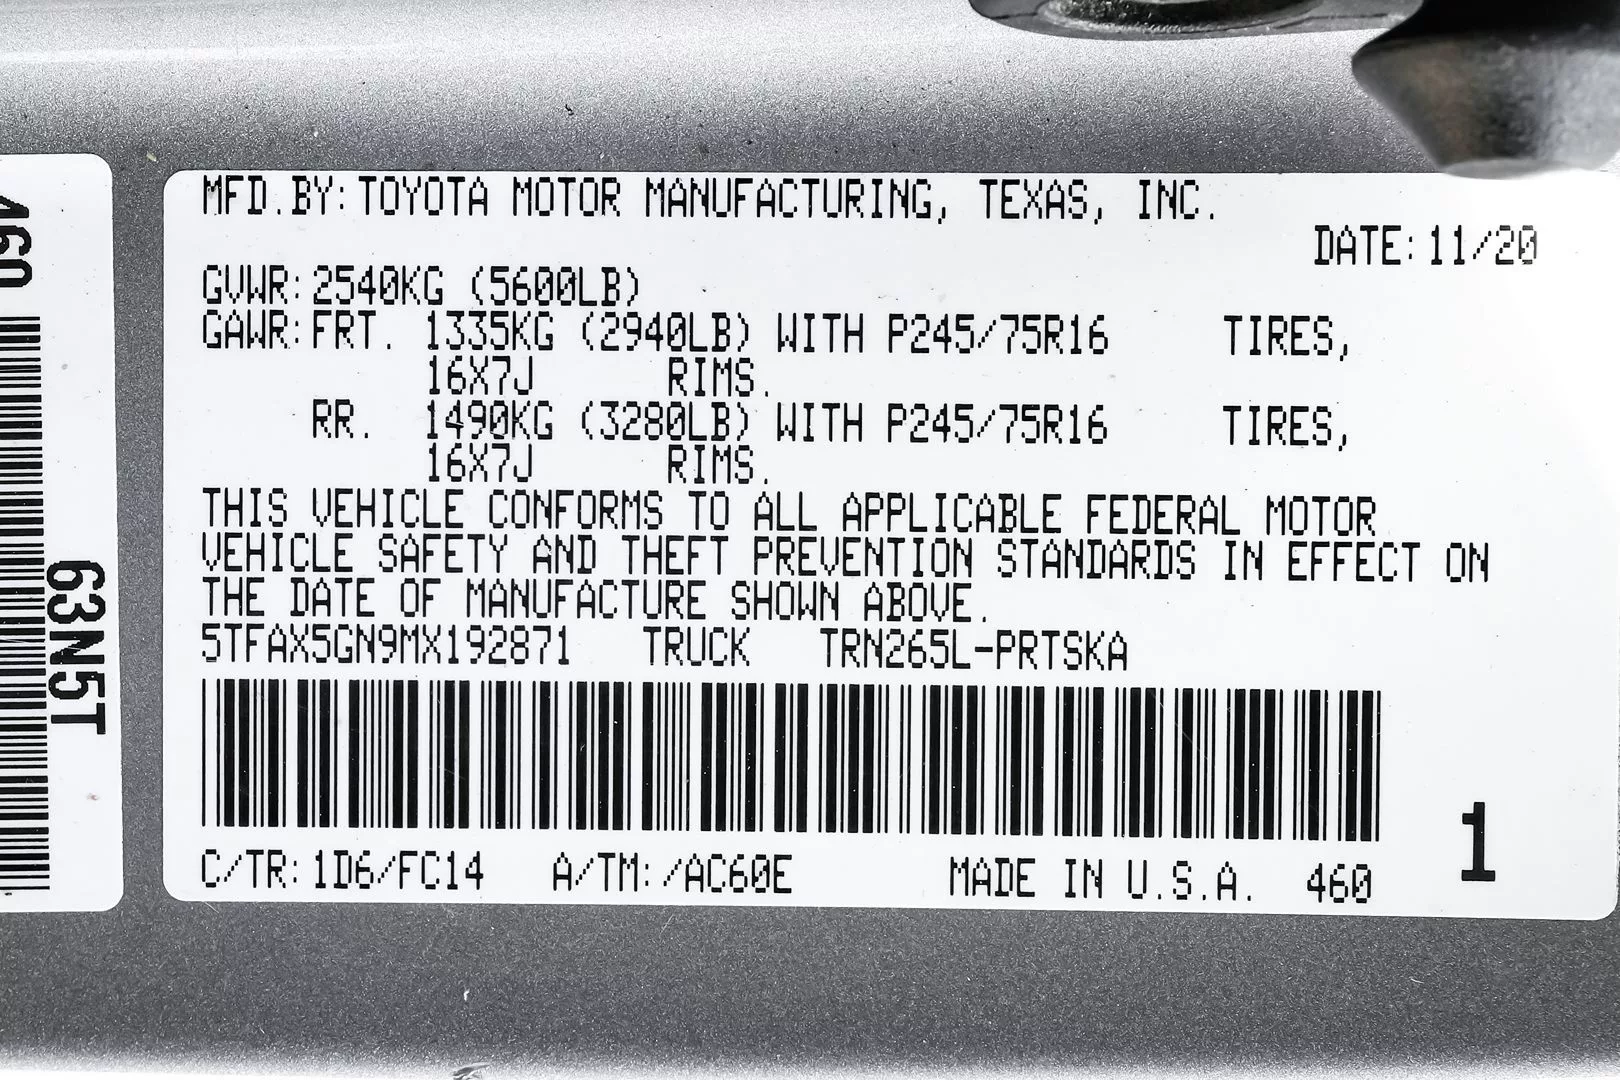 460
63N5T
MFD.BY:TOYOTA MOTOR MANUFACTURING, TEXAS, INC.
DATE:11/20
GVWR:2540KG (5600LB)
GAWR:FRT. 1335KG (2940LB) WITH P245/75R16 TIRES,
16X7J RIMS.
RR. 1490KG (3280LB) WITH P245/75R16 TIRES,
16X7J RIMS.
THIS VEHICLE CONFORMS TO ALL APPLICABLE FEDERAL MOTOR
VEHICLE SAFETY AND THEFT PREVENTION STANDARDS IN EFFECT ON
THE DATE OF MANUFACTURE SHOWN ABOVE.
5TFAX5GN9MX192871 TRUCK TRN265L-PRTSKA
C/TR:1D6/FC14 A/TM:/AC60E MADE IN U.S.A. 460
1